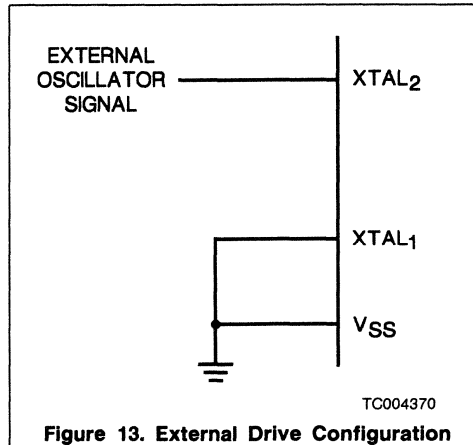 EXTERNAL
OSCILLATOR
SIGNAL
XTAL2
XTAL1
VSS
TC004370
Figure 13. External Drive Configuration